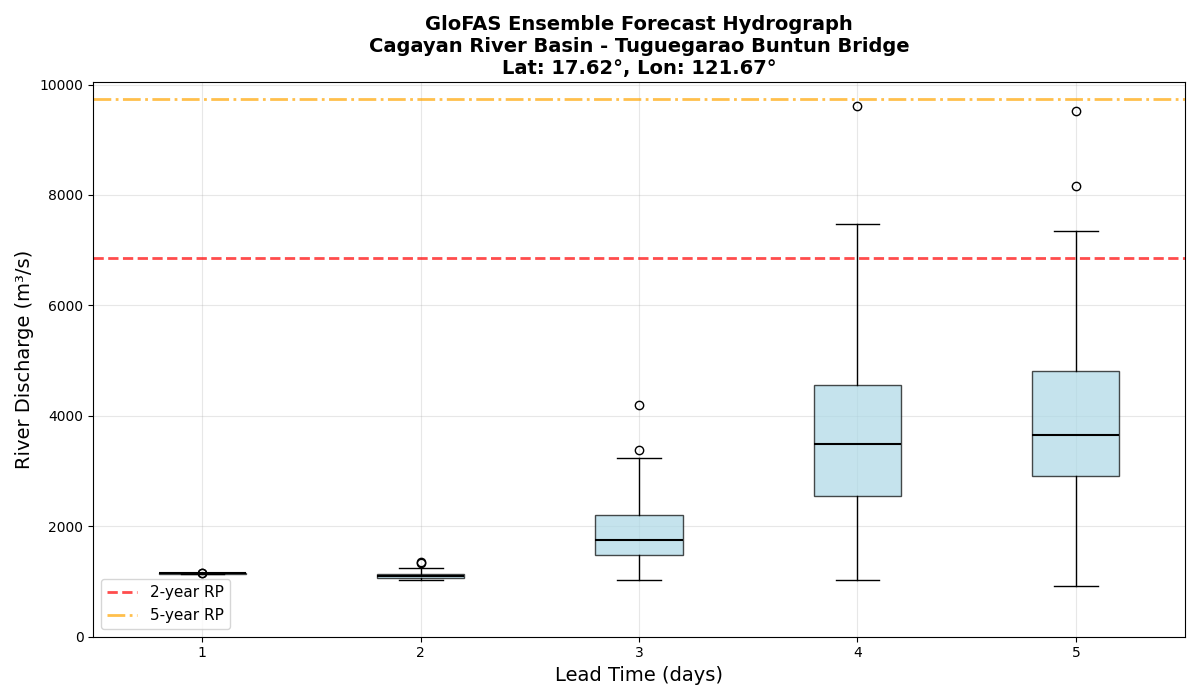 GloFAS Ensemble Forecast Hydrograph
Cagayan River Basin - Tuguegarao Buntun Bridge
Lat: 17.62°, Lon: 121.67°
River Discharge (m³/s)
10000
8000
6000
4000
2000
0
2-year RP
5-year RP
1 2 3 4 5
Lead Time (days)